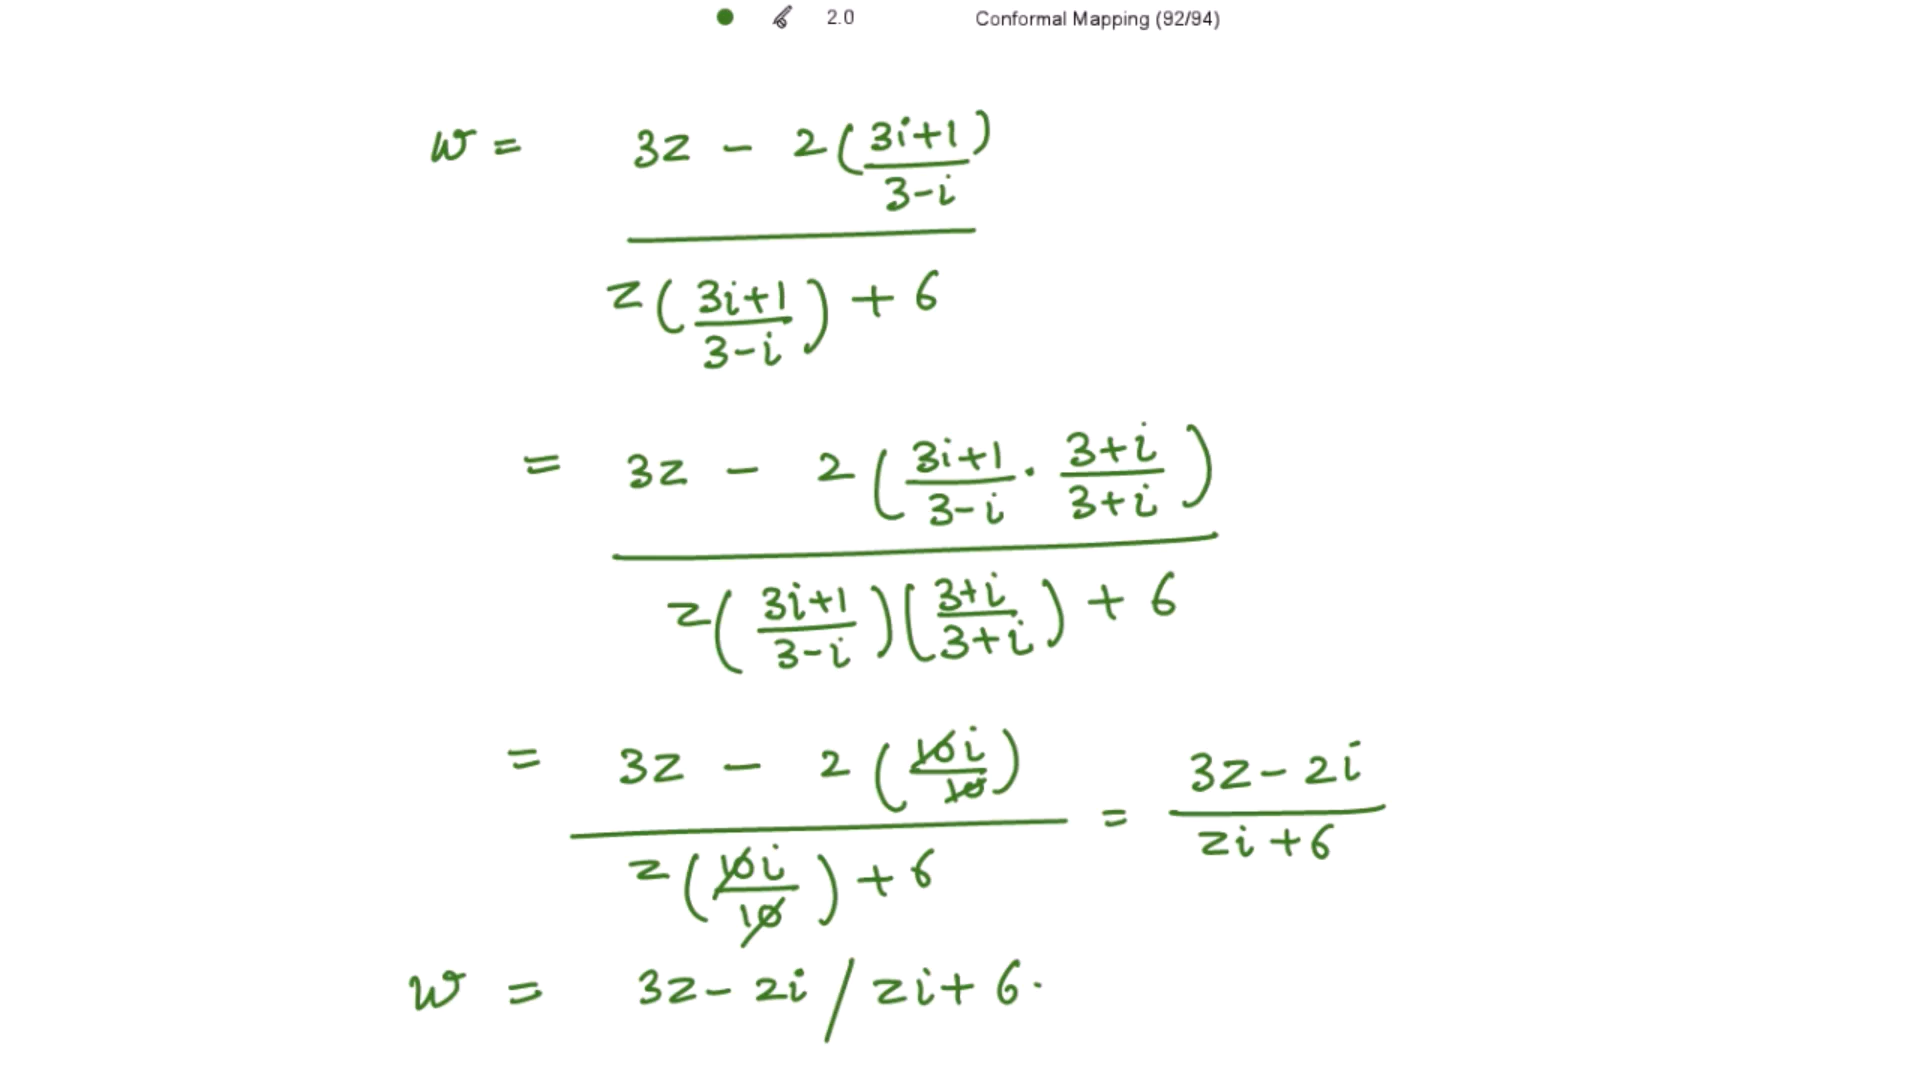 2.0 Conformal Mapping (92/94)
w = 3z - 2(3i+1/3-i)
z(3i+1/3-i) + 6
= 3z - 2(3i+1/3-i · 3+i/3+i)
z(3i+1/3-i)(3+i/3+i) + 6
= 3z - 2(10i/10) = 3z-2i
z(10i/10) + 6 zi+6
w = 3z-2i / zi+6.